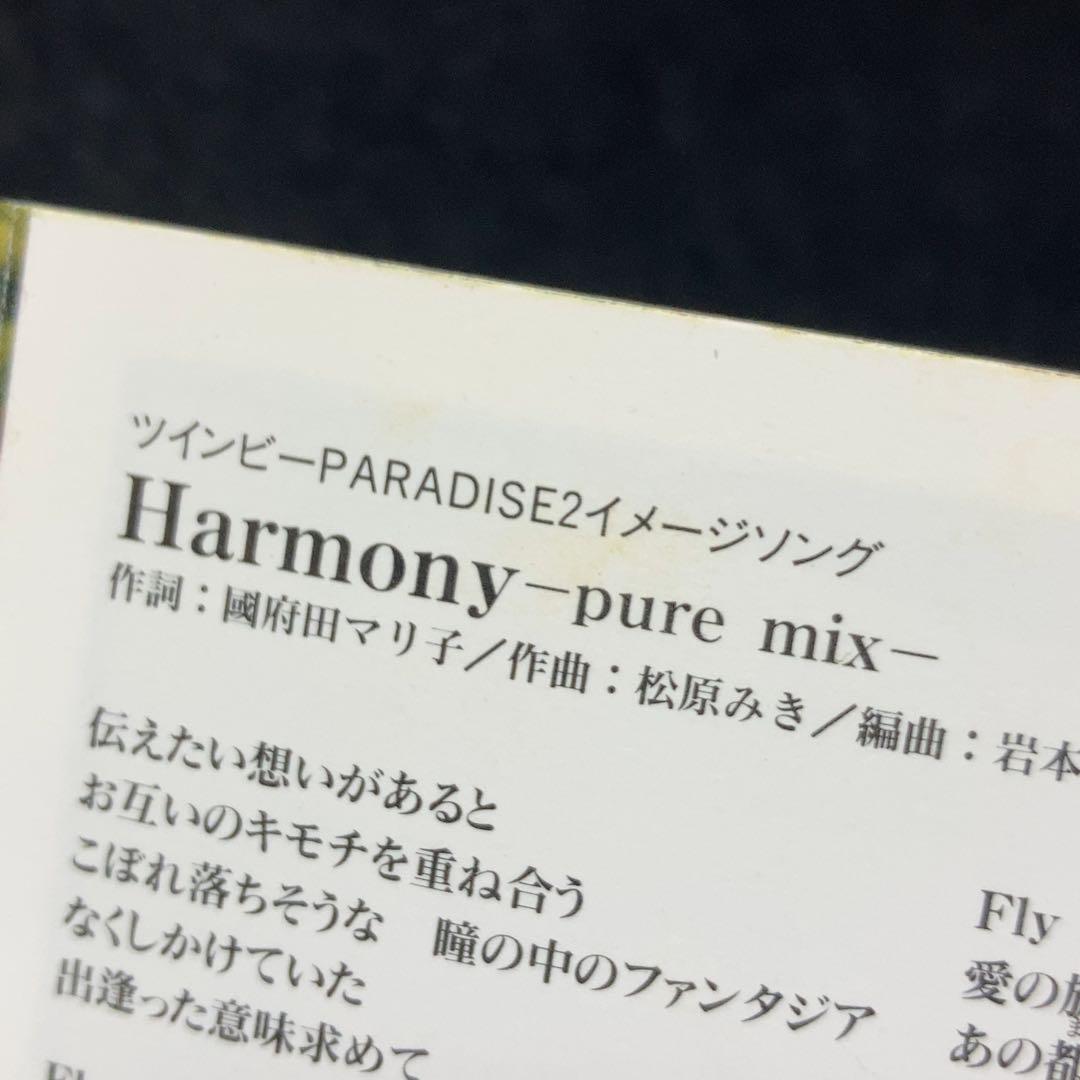 ツインビーPARADISE2イメージソング
Harmony－pure mix－
作詞：國府田マリ子／作曲：松原みき／編曲：岩本
伝えたい想いがあると
お互いのキモチを重ね合う
こぼれ落ちそうな　瞳の中のファンタジア
なくしかけていた
出逢った意味求めて
Fly
愛の
あの都